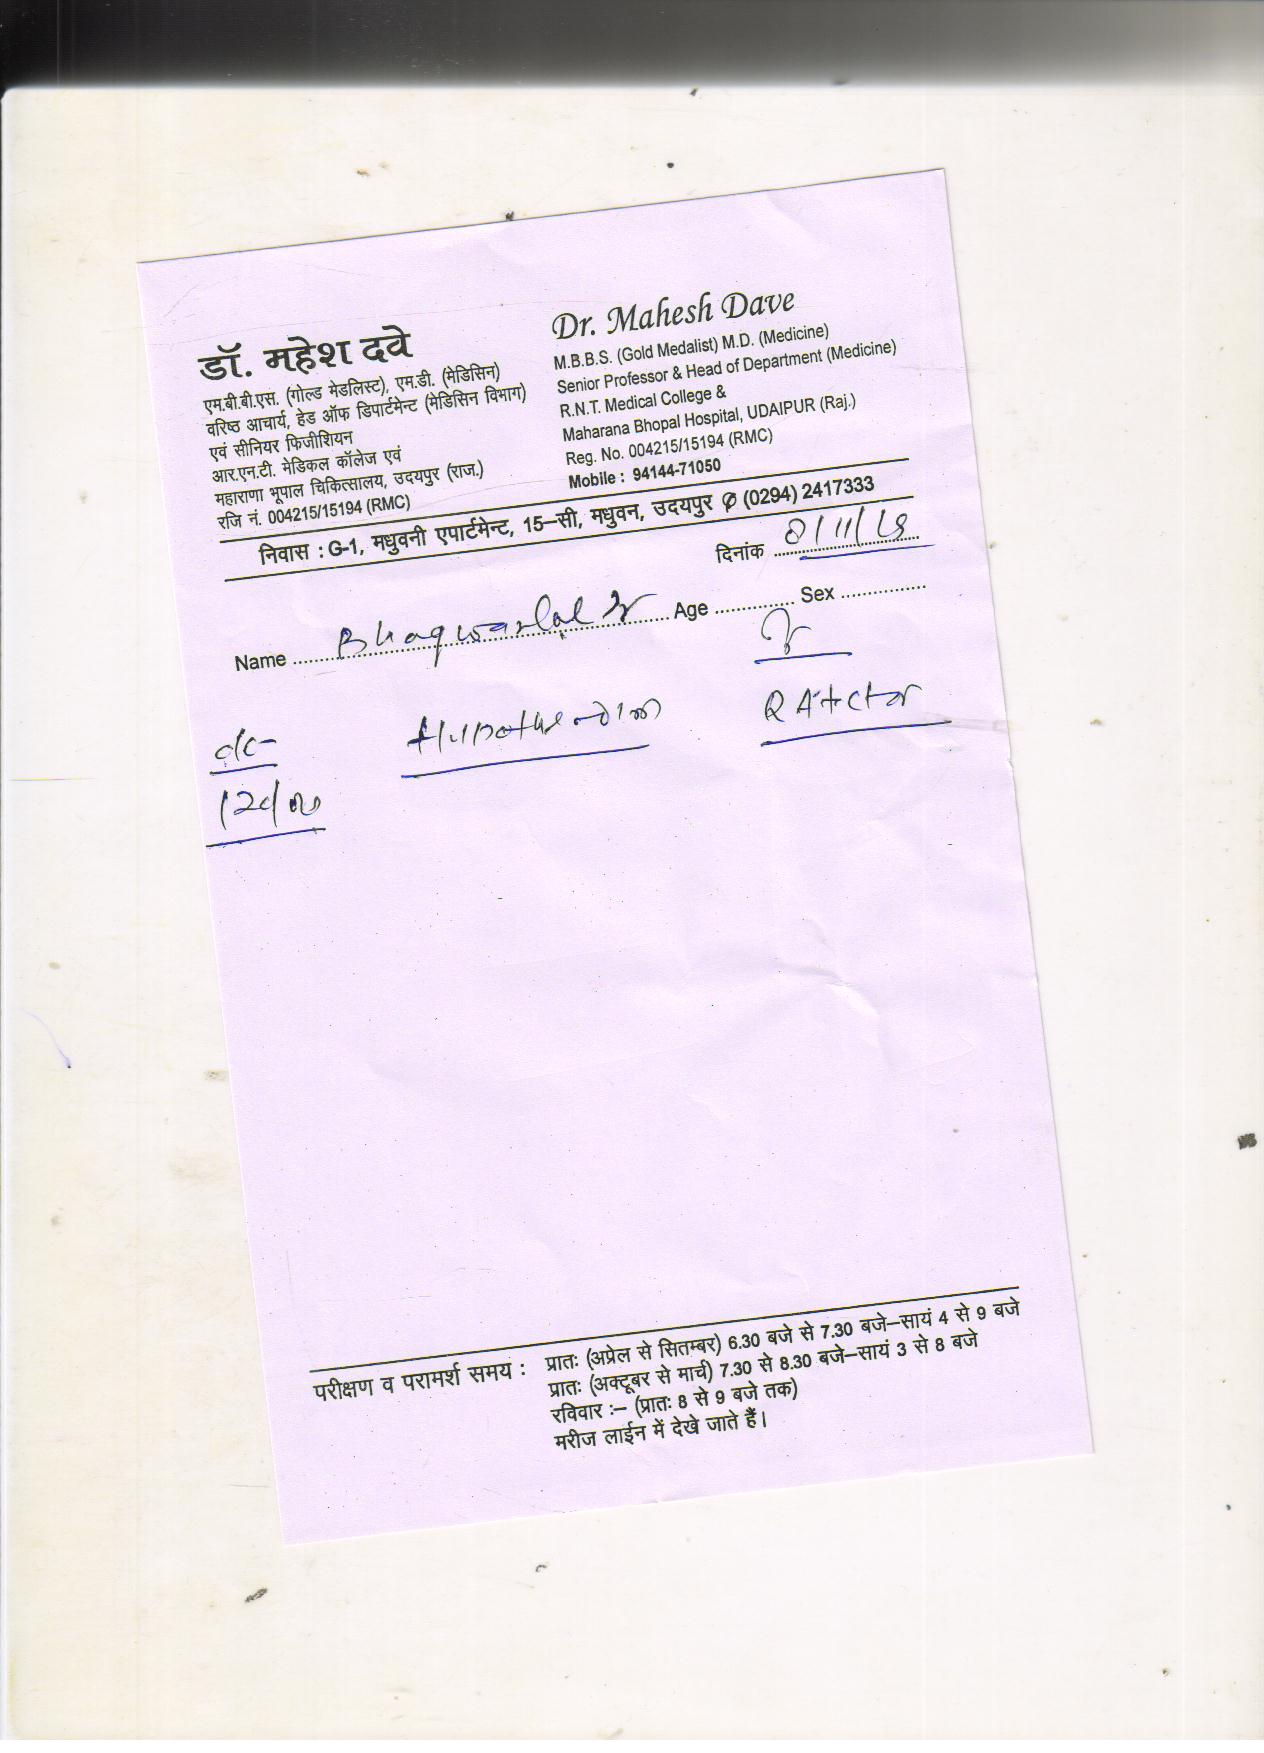 डॉ. महेश दवे
एम.बी.बी.एस. (गोल्ड मेडलिस्ट), एम.डी. (मेडिसिन)
वरिष्ठ आचार्य, हेड ऑफ डिपार्टमेन्ट (मेडिसिन विभाग)
एवं सीनियर फिजीशियन
आर.एन.टी. मेडिकल कॉलेज एवं
महाराणा भूपाल चिकित्सालय, उदयपुर (राज.)
रजि नं. 004215/15194 (RMC)
Dr. Mahesh Dave
M.B.B.S. (Gold Medalist) M.D. (Medicine)
Senior Professor & Head of Department (Medicine)
R.N.T. Medical College &
Maharana Bhopal Hospital, UDAIPUR (Raj.)
Reg. No. 004215/15194 (RMC)
Mobile : 94144-71050
निवास : G-1, मधुवनी एपार्टमेन्ट, 15–सी, मधुवन, उदयपुर ✆ (0294) 2417333
दिनांक
Name Bhagwanlal Age Sex
परीक्षण व परामर्श समय : प्रातः (अप्रेल से सितम्बर) 6.30 बजे से 7.30 बजे–सायं 4 से 9 बजे
प्रातः (अक्टूबर से मार्च) 7.30 से 8.30 बजे–सायं 3 से 8 बजे
रविवार :– (प्रातः 8 से 9 बजे तक)
मरीज लाईन में देखे जाते हैं।